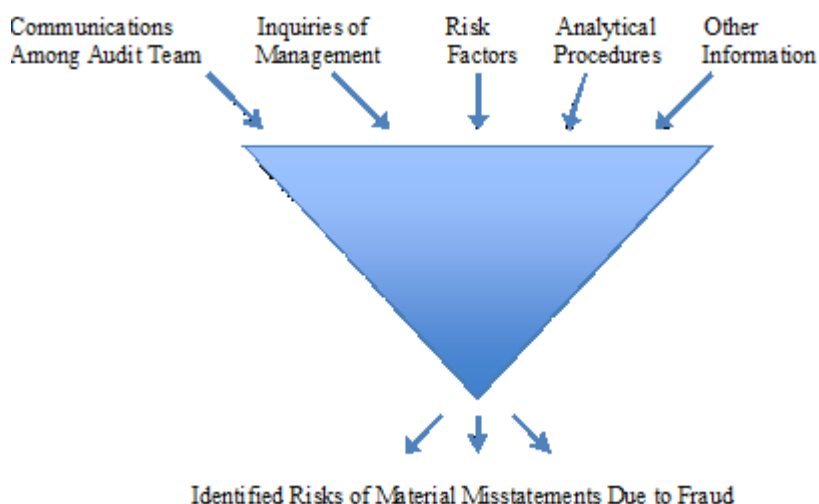 Communications
Among Audit Team
Inquiries of
Management
Risk
Factors
Analytical
Procedures
Other
Information
Identified Risks of Material Misstatements Due to Fraud